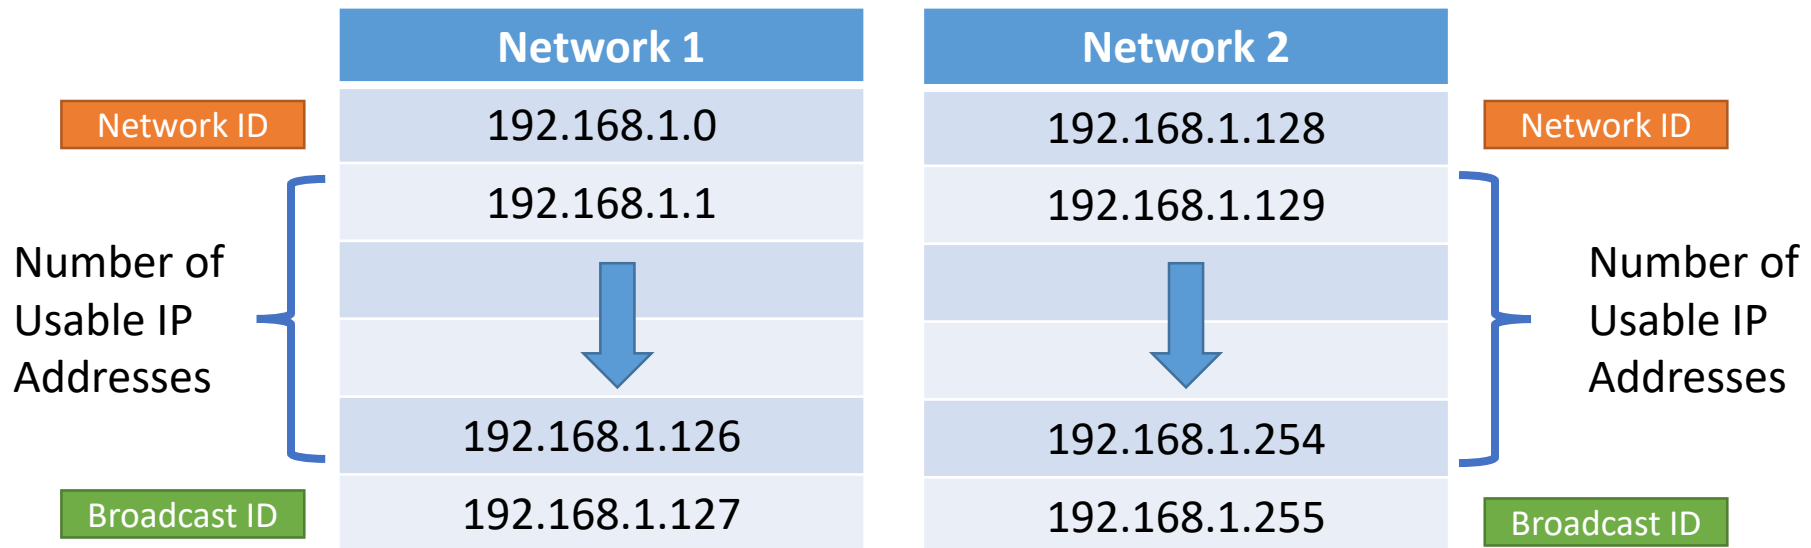 Network 1
Network 2
Network ID
192.168.1.0
192.168.1.128
Network ID
192.168.1.1
192.168.1.129
Number of
Usable IP
Addresses
Number of
Usable IP
Addresses
192.168.1.126
192.168.1.254
Broadcast ID
192.168.1.127
192.168.1.255
Broadcast ID